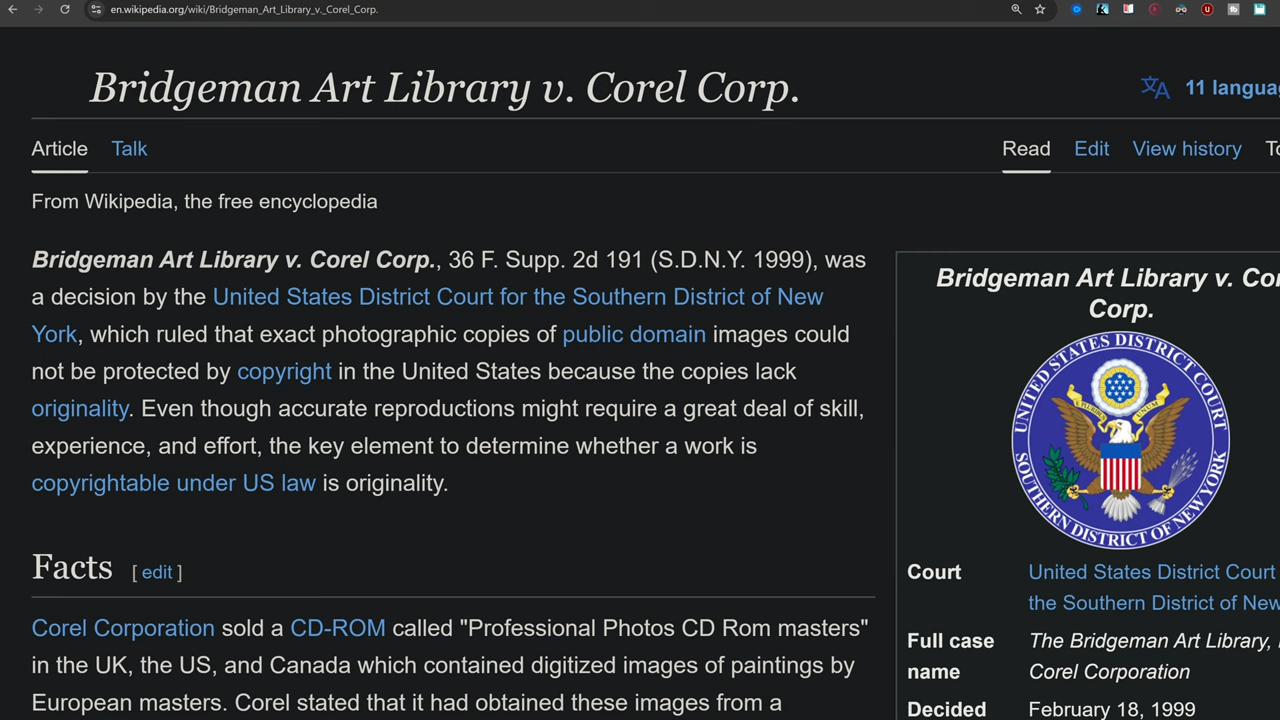 en.wikipedia.org/wiki/Bridgeman_Art_Library_v._Corel_Corp.
Bridgeman Art Library v. Corel Corp.
11 langua
Article Talk
Read Edit View history To
From Wikipedia, the free encyclopedia
Bridgeman Art Library v. Corel Corp., 36 F. Supp. 2d 191 (S.D.N.Y. 1999), was
a decision by the United States District Court for the Southern District of New
York, which ruled that exact photographic copies of public domain images could
not be protected by copyright in the United States because the copies lack
originality. Even though accurate reproductions might require a great deal of skill,
experience, and effort, the key element to determine whether a work is
copyrightable under US law is originality.
Facts [ edit ]
Corel Corporation sold a CD-ROM called "Professional Photos CD Rom masters"
in the UK, the US, and Canada which contained digitized images of paintings by
European masters. Corel stated that it had obtained these images from a
Bridgeman Art Library v. Cor
Corp.
UNITED STATES DISTRICT COURT
E PLURIBUS UNUM
SOUTHERN DISTRICT OF NEW YORK
Court United States District Court
the Southern District of New
Full case The Bridgeman Art Library,
name Corel Corporation
Decided February 18, 1999